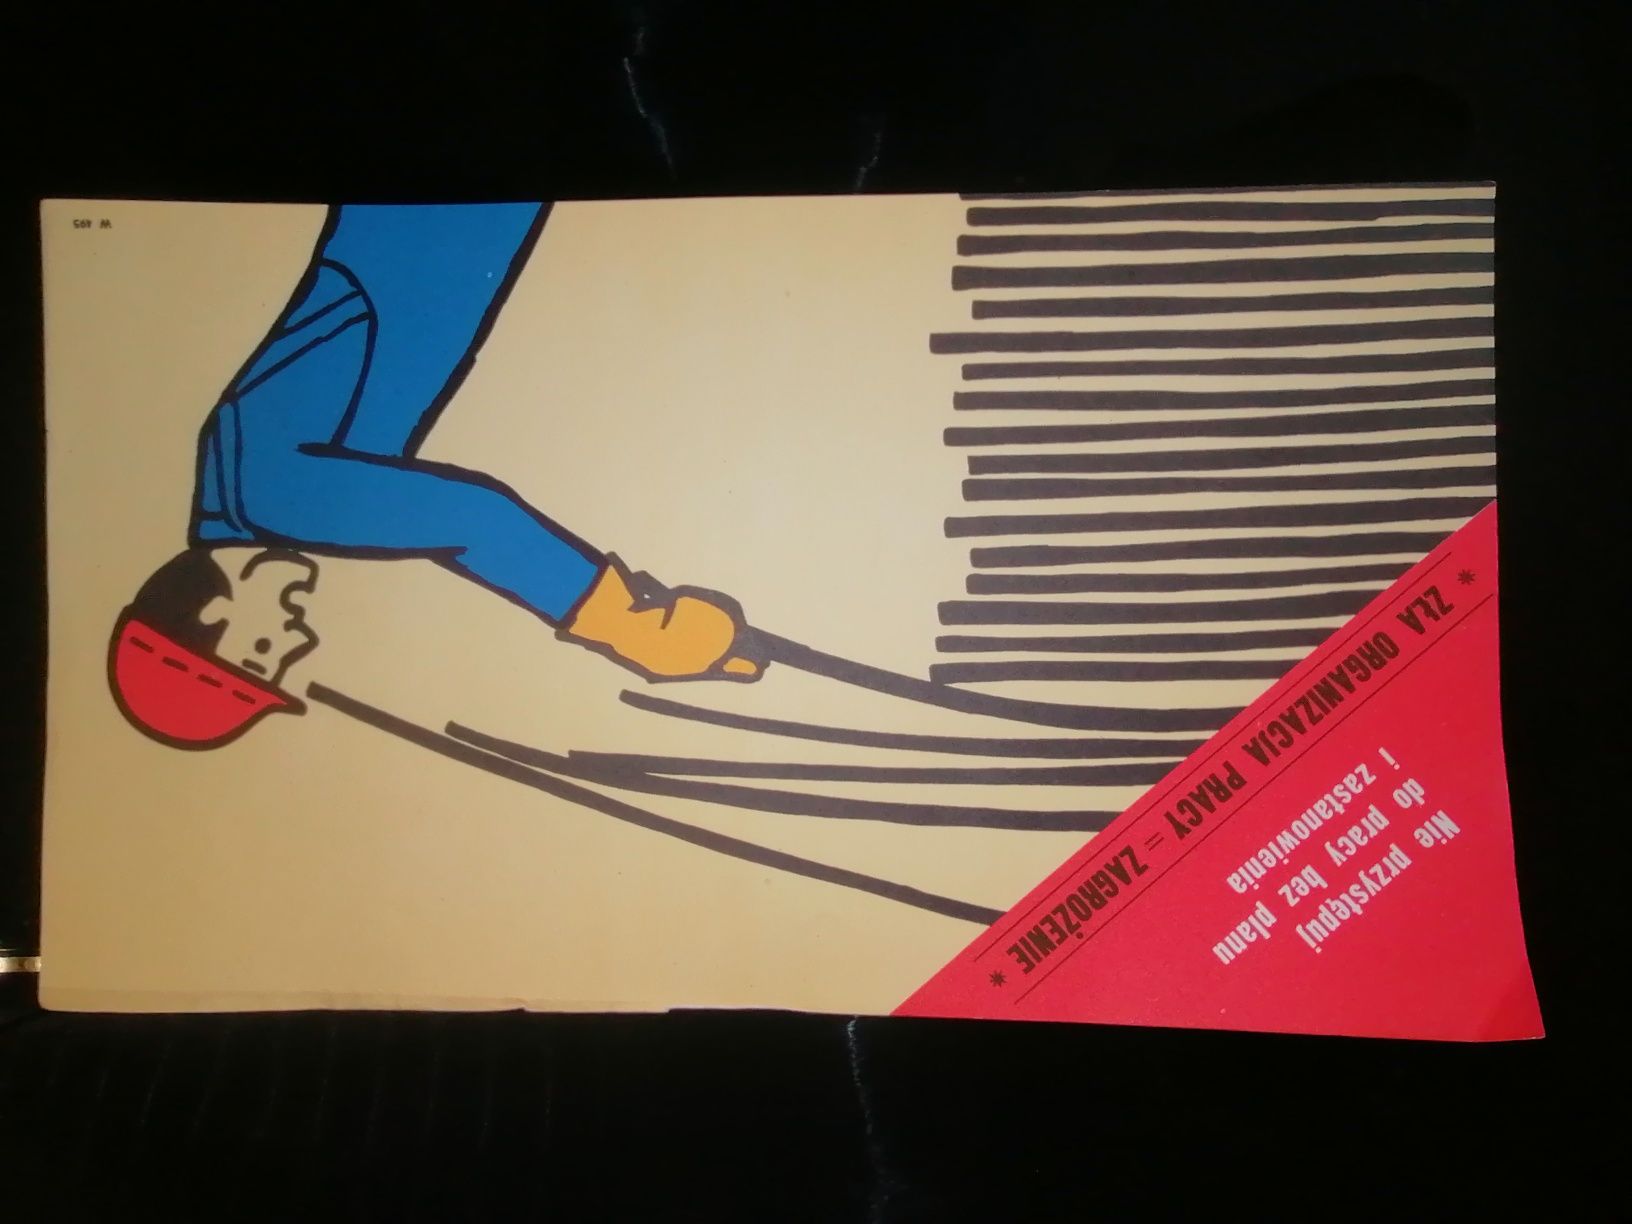 Nie przystępuj
do pracy bez planu
i zastanowienia
* ZŁA ORGANIZACJA PRACY = ZAGROŻENIE *
W 495